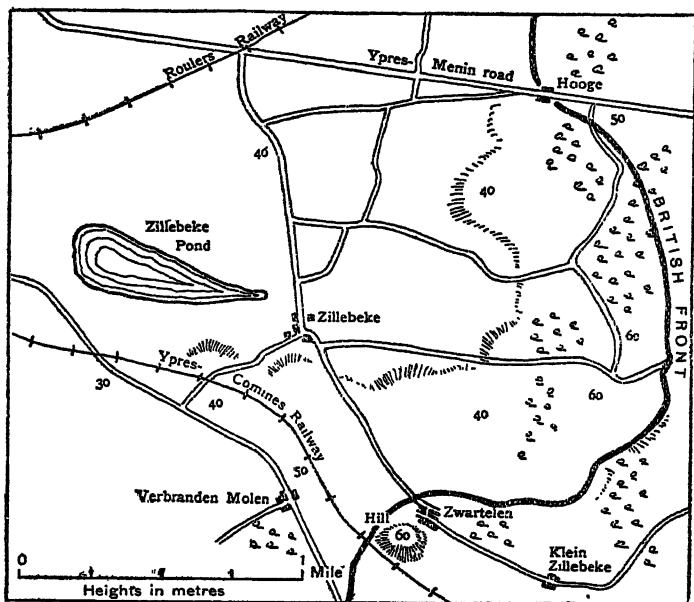 Roulers Railway
Ypres- Menin road
Hooge
50
46
40
BRITISH FRONT
Zillebeke
Pond
Zillebeke
60
Ypres- Comines Railway
30
40
60
40
50
Verbranden Molen
Hill
60
Zwartelen
Klein
Zillebeke
0 1
Mile
Heights in metres